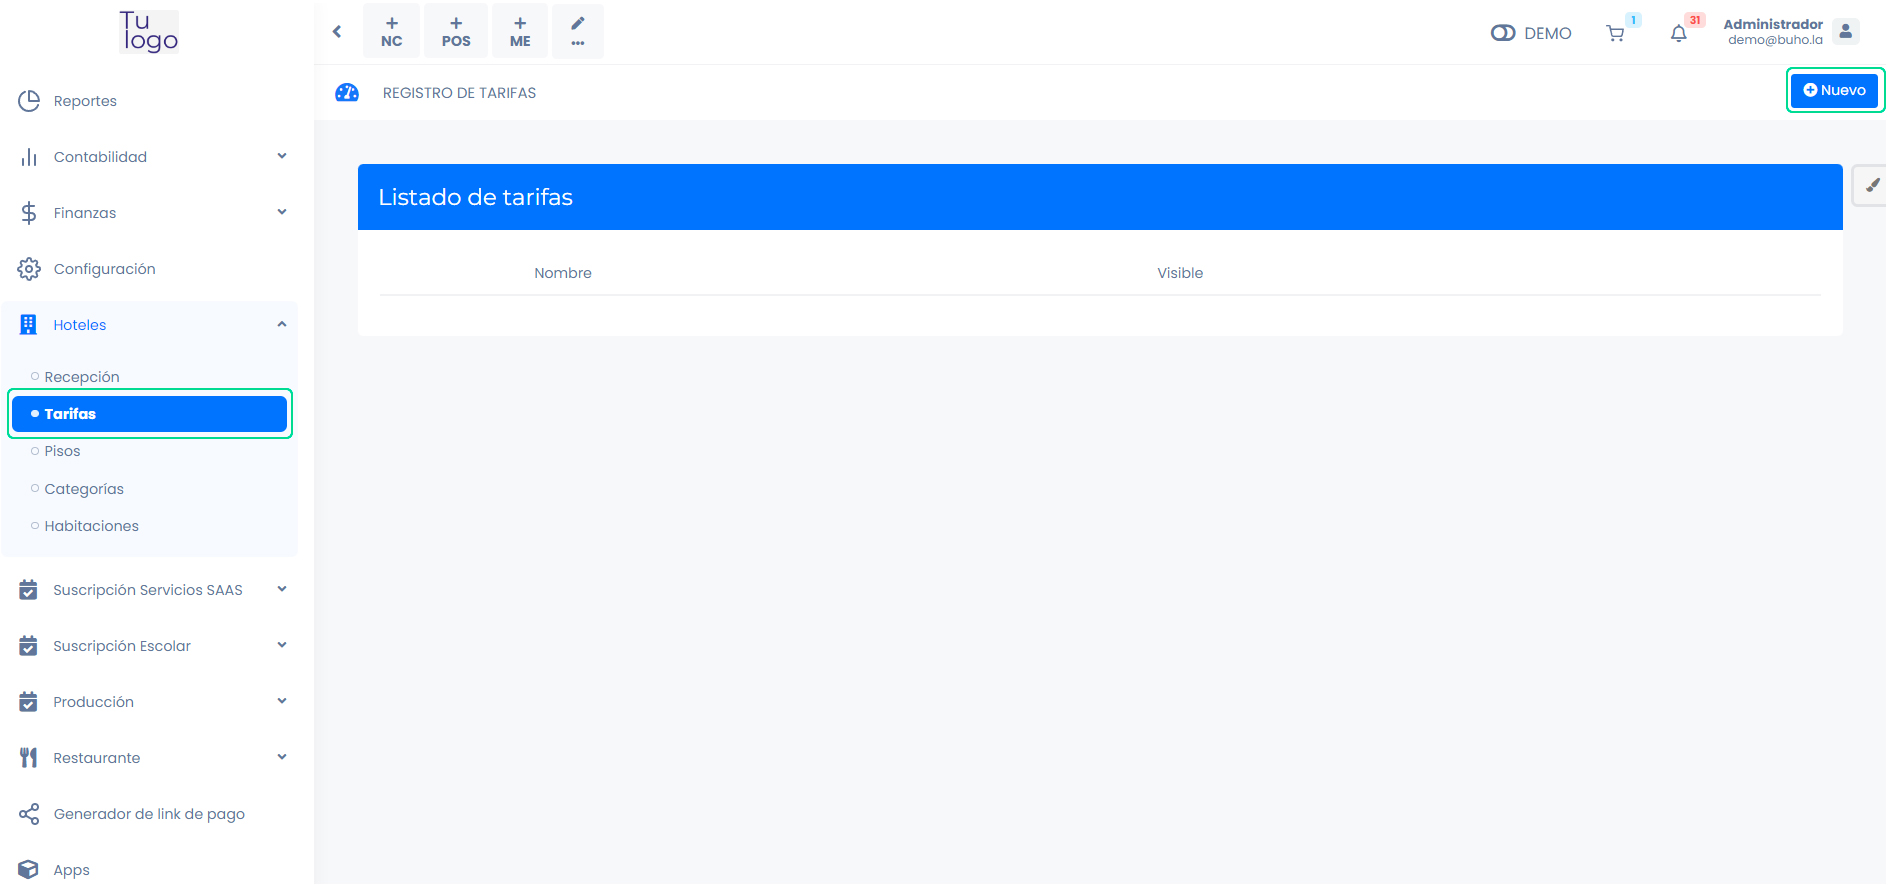 Tu
logo
NC
POS
ME
DEMO
1
31
Administrador
demo@buho.la
REGISTRO DE TARIFAS
Nuevo
Reportes
Contabilidad
Finanzas
Configuración
Hoteles
Recepción
Tarifas
Pisos
Categorías
Habitaciones
Suscripción Servicios SAAS
Suscripción Escolar
Producción
Restaurante
Generador de link de pago
Apps
Listado de tarifas
Nombre
Visible